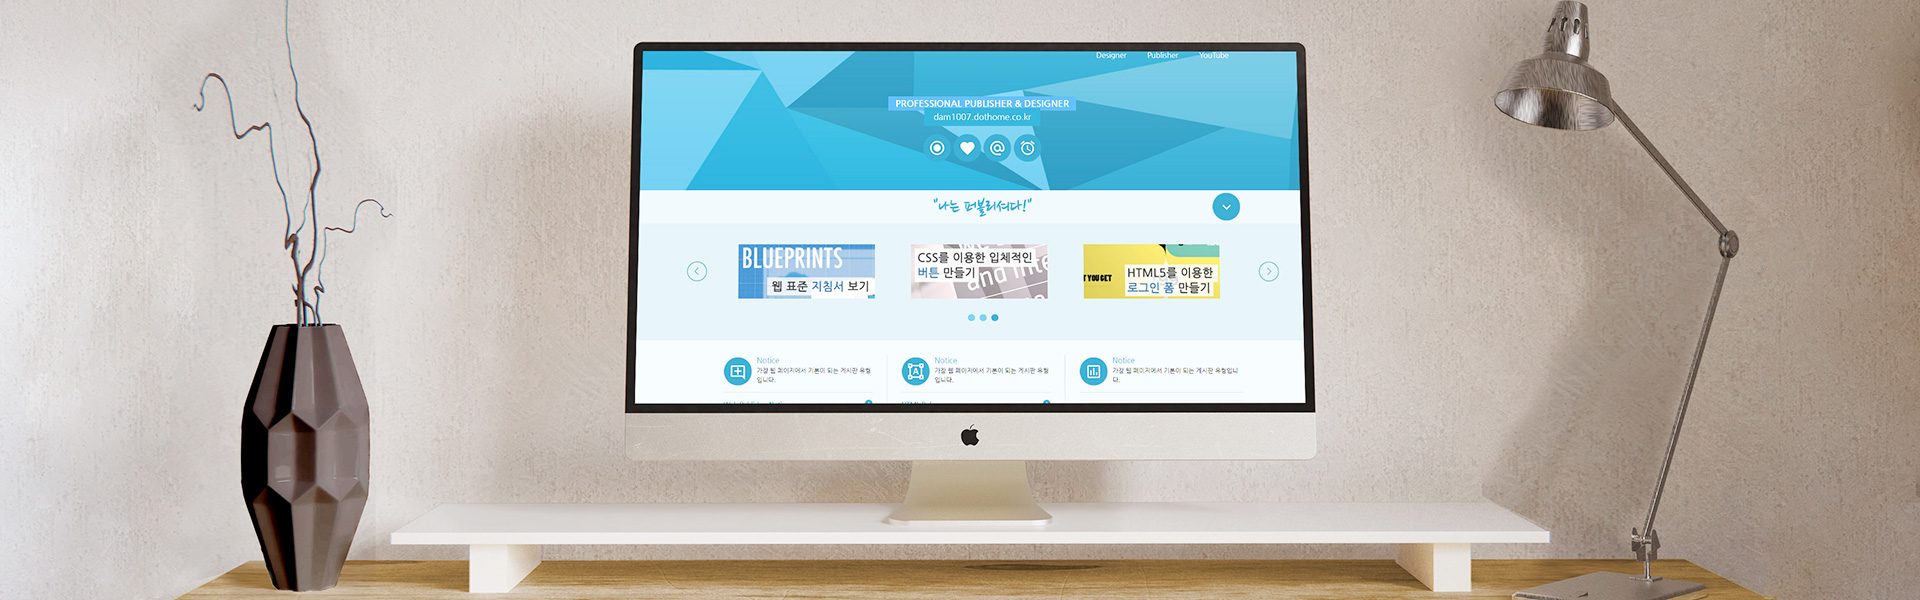 Designer Publisher YouTube
PROFESSIONAL PUBLISHER & DESIGNER
dam1007.dothome.co.kr
"나는 퍼블리셔다!"
BLUEPRINTS
웹 표준 지침서 보기
CSS를 이용한 입체적인
버튼 만들기
and inte
T YOU GET
HTML5를 이용한
로그인 폼 만들기
Notice
가장 웹 페이지에서 기본이 되는 게시판 유형
입니다.
Notice
가장 웹 페이지에서 기본이 되는 게시판 유형
입니다.
Notice
가장 웹 페이지에서 기본이 되는 게시판 유형입니
다.